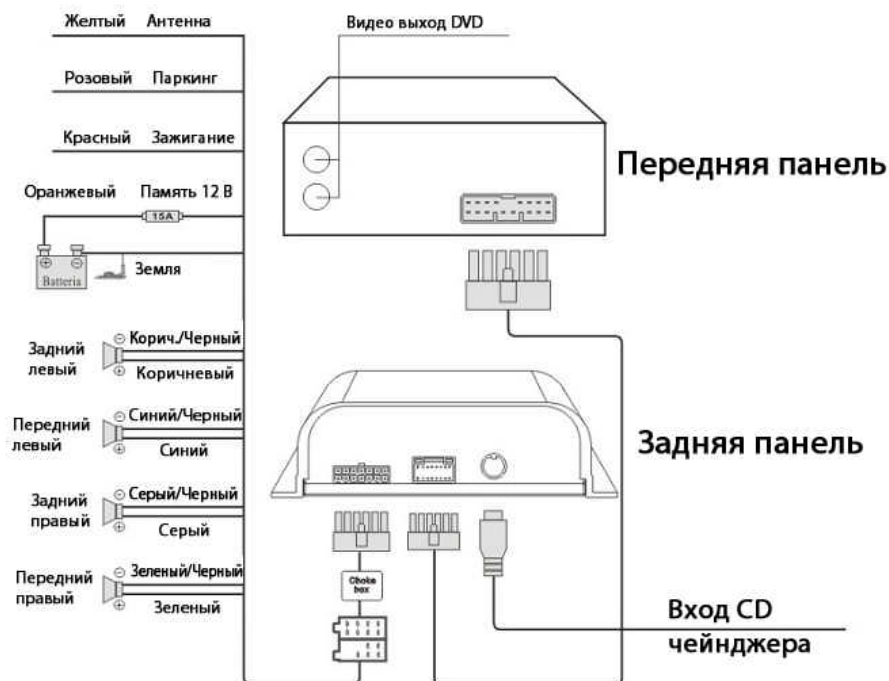 Желтый Антенна
Видео выход DVD
Розовый Паркинг
Красный Зажигание
Передняя панель
Оранжевый Память 12 В
15A
Земля
Batteria
Задний левый
Корич./Черный
Коричневый
Передний левый
Синий/Черный
Синий
Задняя панель
Задний правый
Серый/Черный
Серый
Передний правый
Зеленый/Черный
Зеленый
Choke
box
Вход CD
чейнджера